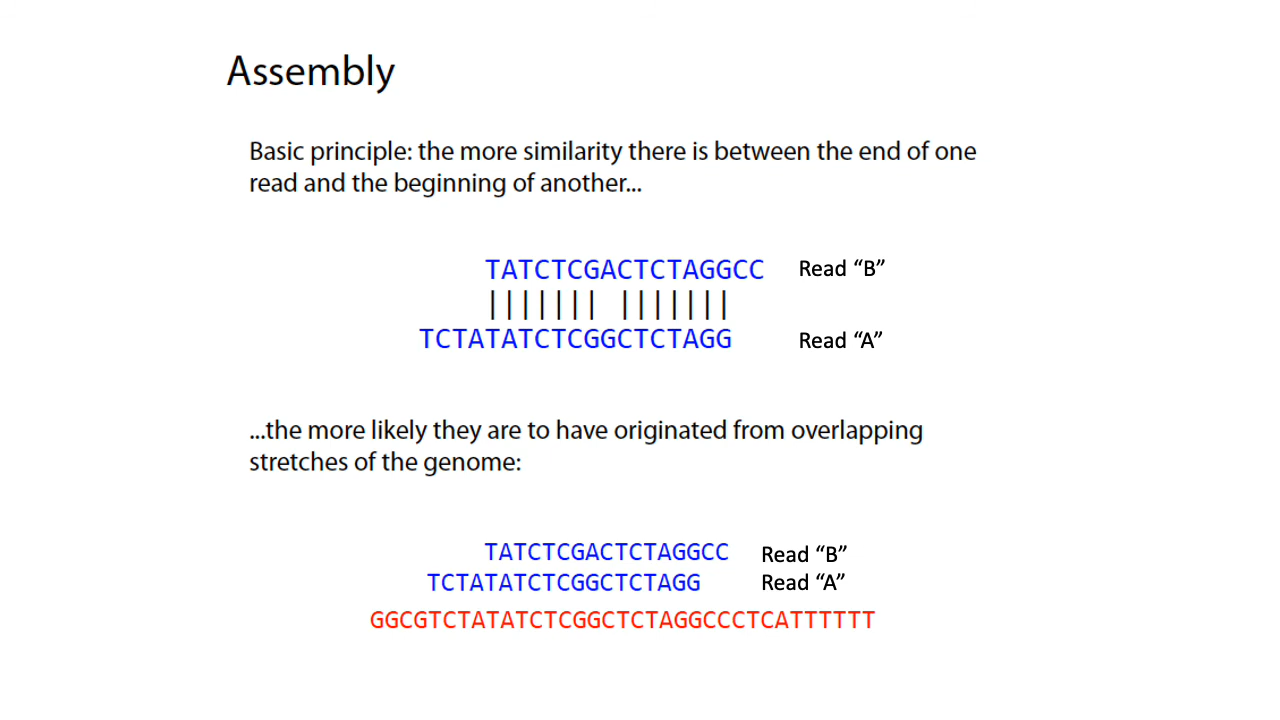 Assembly
Basic principle: the more similarity there is between the end of one
read and the beginning of another...
TATCTCGACTCTAGGCC Read “B”
||||||| |||||||
TCTATATCTCGGCTCTAGG Read “A”
...the more likely they are to have originated from overlapping
stretches of the genome:
TATCTCGACTCTAGGCC Read “B”
TCTATATCTCGGCTCTAGG Read “A”
GGCGTCTATATCTCGGCTCTAGGCCCTCATTTTTT